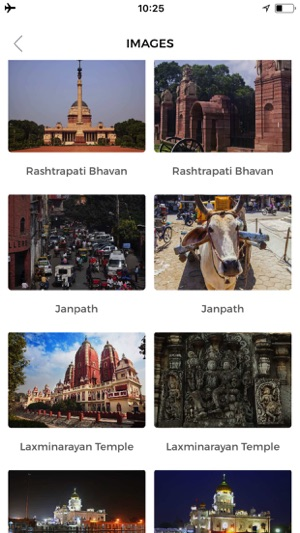 10:25
IMAGES
Rashtrapati Bhavan
Rashtrapati Bhavan
Janpath
Janpath
Laxminarayan Temple
Laxminarayan Temple